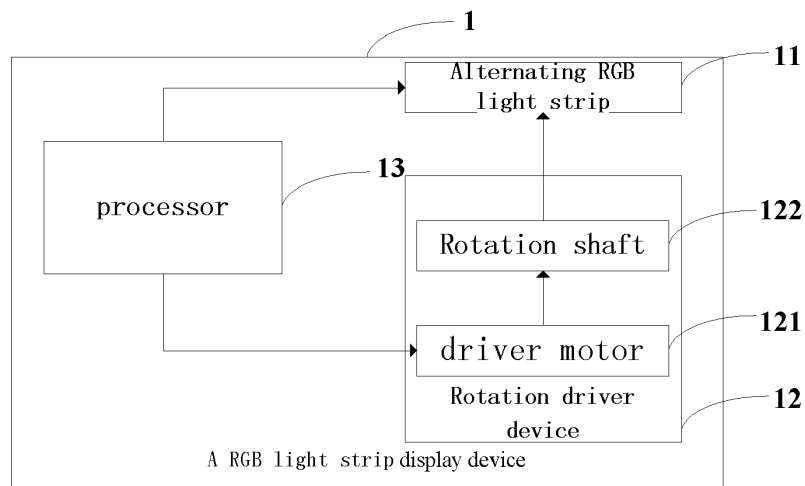 1
Alternating RGB
light strip
11
processor
13
Rotation shaft
122
driver motor
121
Rotation driver
device
12
A RGB light strip display device